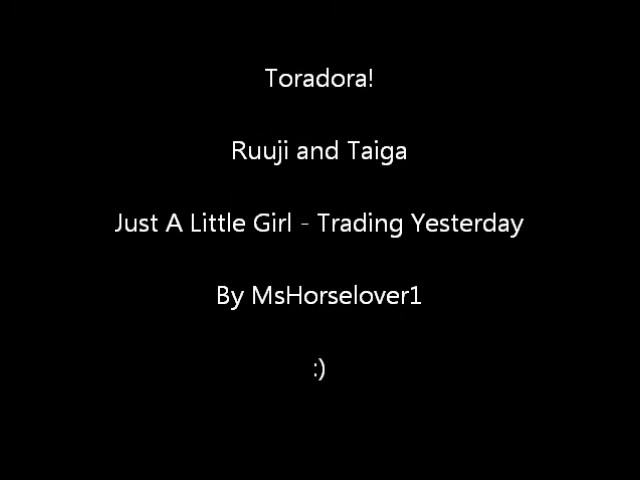 Toradora!
Ruuji and Taiga
Just A Little Girl - Trading Yesterday
By MsHorselover1
:)